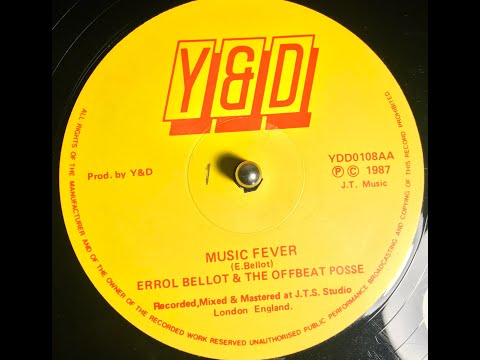 Y&D
YDD0108AA
Prod. by Y&D
Ⓟ © 1987
J.T. Music
MUSIC FEVER
(E.Bellot)
ERROL BELLOT & THE OFFBEAT POSSE
Recorded,Mixed & Mastered at J.T.S. Studio
London England.
ALL RIGHTS OF THE MANUFACTURER AND OF THE OWNER OF THE RECORDED WORK RESERVED UNAUTHORISED PUBLIC PERFORMANCE BROADCASTING AND COPYING OF THIS RECORD PROHIBITED